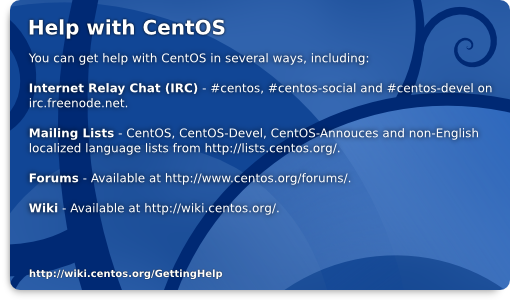 Help with CentOS
You can get help with CentOS in several ways, including:
Internet Relay Chat (IRC) - #centos, #centos-social and #centos-devel on
irc.freenode.net.
Mailing Lists - CentOS, CentOS-Devel, CentOS-Annouces and non-English
localized language lists from http://lists.centos.org/.
Forums - Available at http://www.centos.org/forums/.
Wiki - Available at http://wiki.centos.org/.
http://wiki.centos.org/GettingHelp